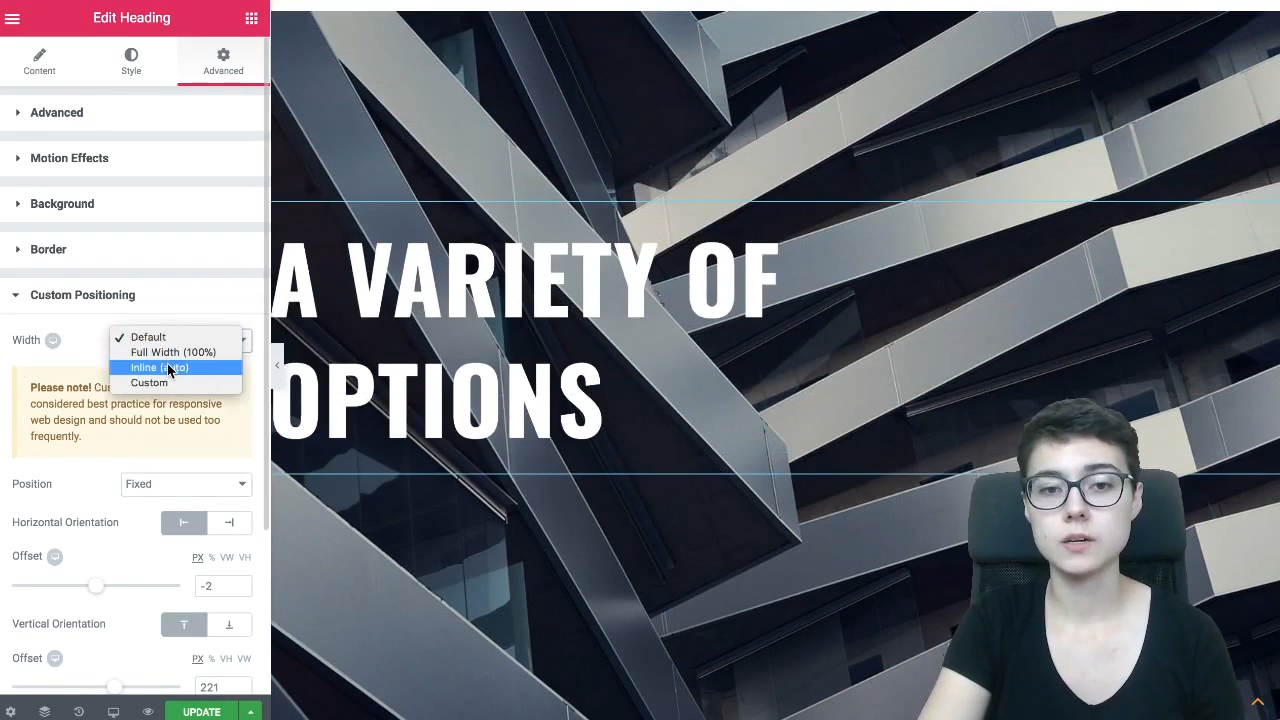 Edit Heading
Content
Style
Advanced
Advanced
Motion Effects
Background
Border
Custom Positioning
Width
Default
Full Width (100%)
Inline (auto)
Custom
Please note! Cus
considered best practice for responsive
web design and should not be used too
frequently.
Position
Fixed
Horizontal Orientation
Offset
PX % VW VH
-2
Vertical Orientation
Offset
PX % VH VW
221
UPDATE
A VARIETY OF
OPTIONS